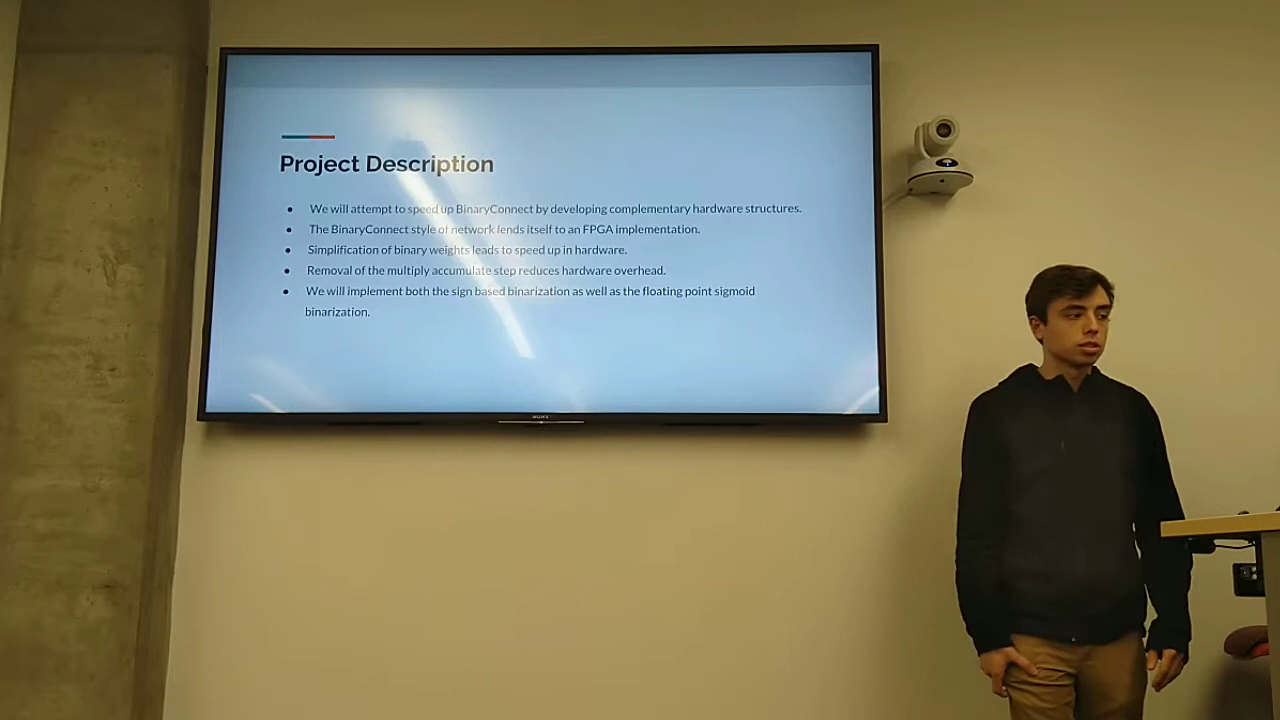 Project Description
● We will attempt to speed up BinaryConnect by developing complementary hardware structures.
● The BinaryConnect style of network lends itself to an FPGA implementation.
● Simplification of binary weights leads to speed up in hardware.
● Removal of the multiply accumulate step reduces hardware overhead.
● We will implement both the sign based binarization as well as the floating point sigmoid
binarization.
SONY